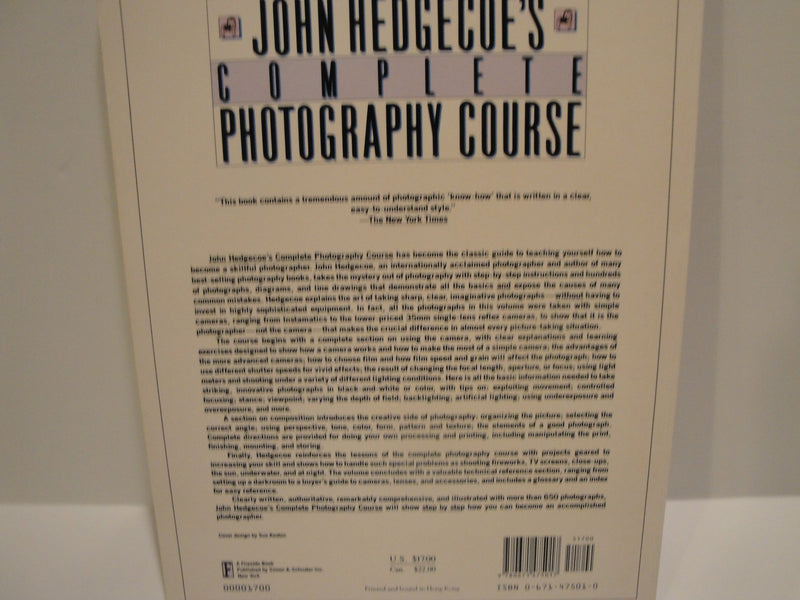 JOHN HEDGECOE'S
COMPLETE
PHOTOGRAPHY COURSE
"This book contains a tremendous amount of photographic 'know-how' that is written in a clear,
easy-to-understand style."
—The New York Times
John Hedgecoe's Complete Photography Course has become the classic guide to teaching yourself how to
become a skillful photographer. John Hedgecoe, an internationally acclaimed photographer and author of many
best selling photography books, takes the mystery out of photography with step-by-step instructions and hundreds
of photographs, diagrams, and line drawings that demonstrate all the basics and expose the causes of many
common mistakes. Hedgecoe explains the art of taking sharp, clear, imaginative photographs—without having to
invest in highly sophisticated equipment. In fact, all the photographs in this volume were taken with simple
cameras, ranging from Instamatics to the lower priced 35mm single lens reflex cameras, to show that it is the
photographer—not the camera—that makes the crucial difference in almost every picture-taking situation.
The course begins with a complete section on using the camera, with clear explanations and learning
exercises designed to show how a camera works and how to make the most of a simple camera; the advantages of
the more advanced cameras; how to choose film and how film speed and grain will affect the photograph; how to
use different shutter speeds for vivid effects; the result of changing the focal length, aperture, or focus; using light
meters and shooting under a variety of different lighting conditions. Here is all the basic information needed to take
striking, innovative photographs in black-and-white or color, with tips on: exploiting movement; controlled
focusing; stance; viewpoint; varying the depth of field; backlighting; artificial lighting; using underexposure and
overexposure, and more.
A section on composition introduces the creative side of photography: organizing the picture; selecting the
correct angle; using perspective, tone, color, form, pattern and texture; the elements of a good photograph.
Complete directions are provided for doing your own processing and printing, including manipulating the print,
finishing, mounting, and storing.
Finally, Hedgecoe reinforces the lessons of the complete photography course with projects geared to
increasing your skill and shows how to handle such special problems as shooting fireworks, TV screens, close-ups,
the sun, underwater, and at night. The volume concludes with a valuable technical reference section, ranging from
setting up a darkroom to a buyer's guide to cameras, lenses, and accessories, and includes a glossary and an index
for easy reference.
Clearly written, authoritative, remarkably comprehensive, and illustrated with more than 650 photographs,
John Hedgecoe's Complete Photography Course will show step by step how you can become an accomplished
photographer.
Cover design by
A Fireside Book
Published by Simon & Schuster Inc.
New York
00001700
U.S. $17.00
Can. $22.00
Printed and bound in Hong Kong
51700
ISBN 0-671-47501-0